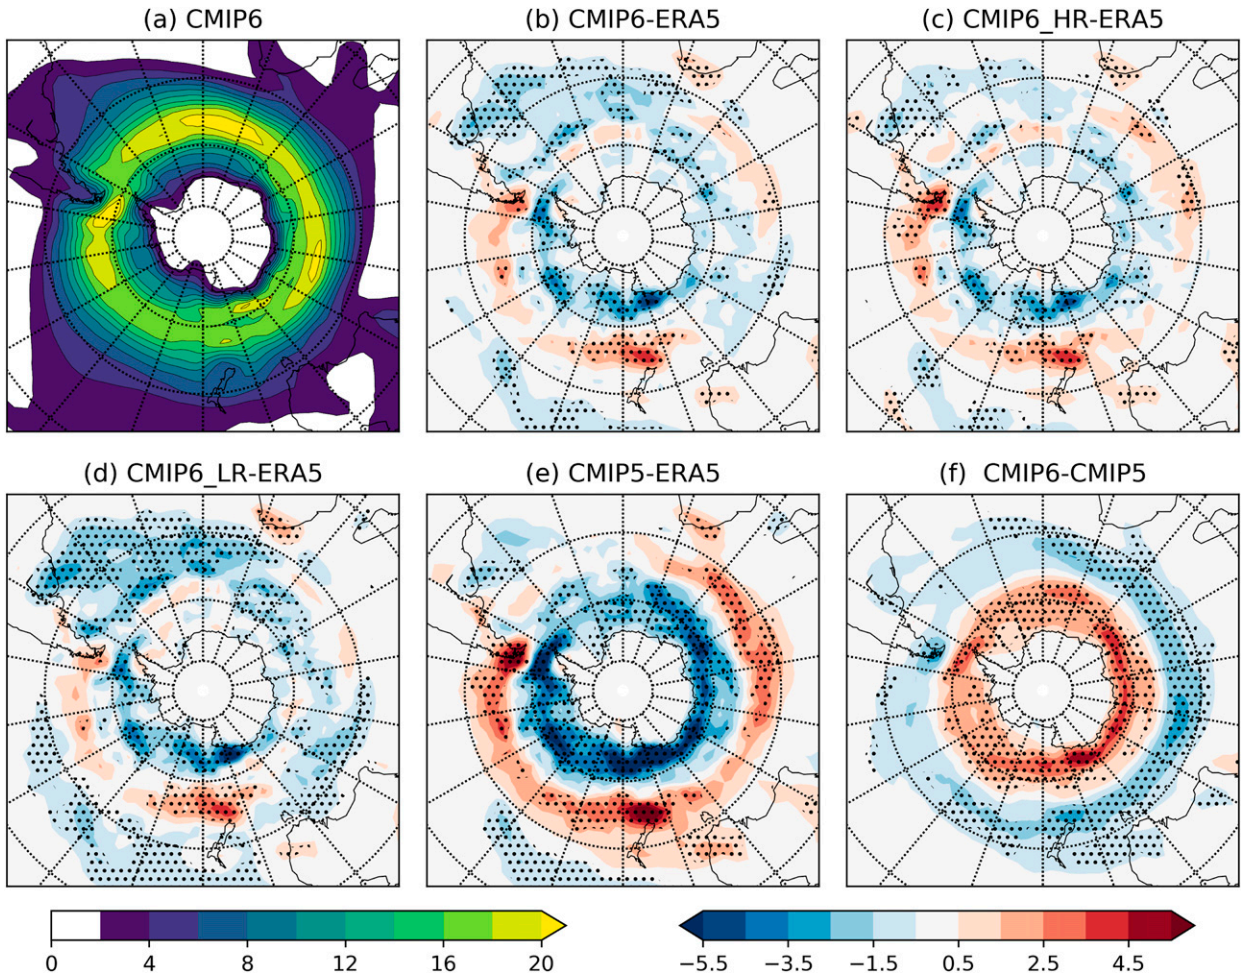 (a) CMIP6
(b) CMIP6-ERA5
(c) CMIP6_HR-ERA5
(d) CMIP6_LR-ERA5
(e) CMIP5-ERA5
(f) CMIP6-CMIP5
0 4 8 12 16 20
−5.5 −3.5 −1.5 0.5 2.5 4.5